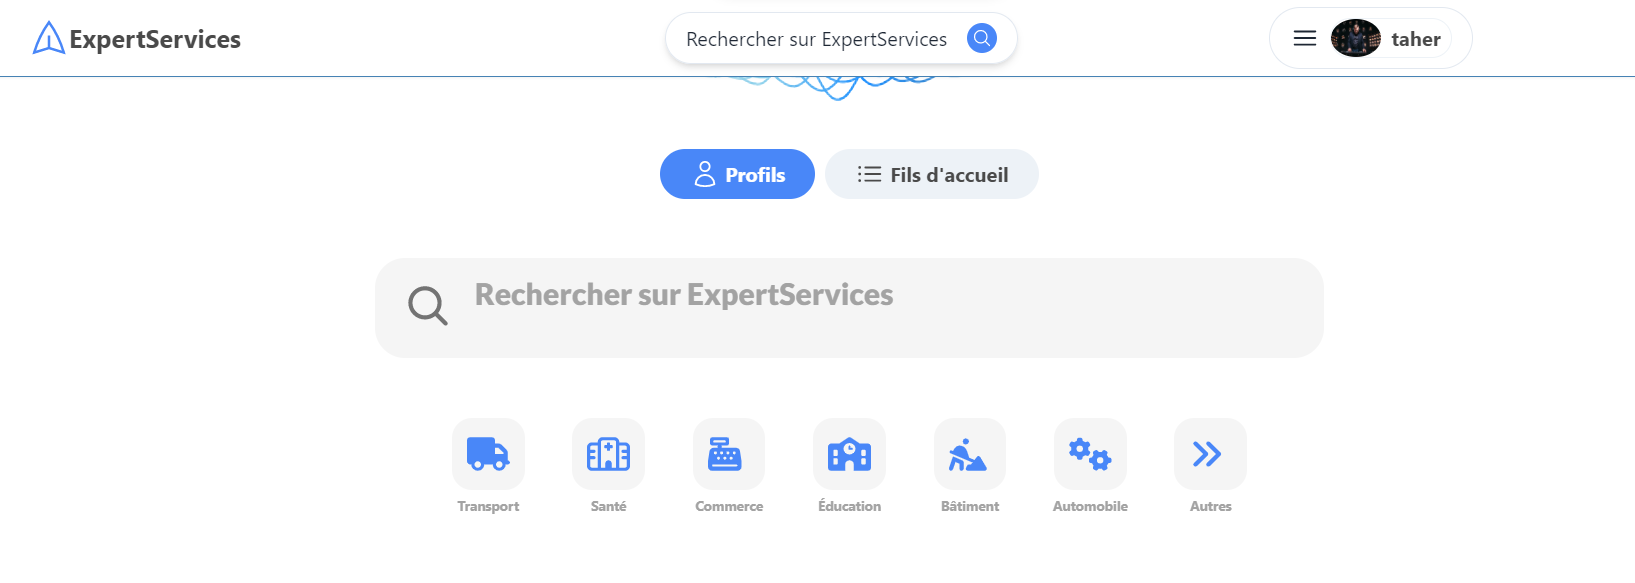 ExpertServices
Rechercher sur ExpertServices
taher
Profils
Fils d'accueil
Rechercher sur ExpertServices
Transport
Santé
Commerce
Éducation
Bâtiment
Automobile
Autres